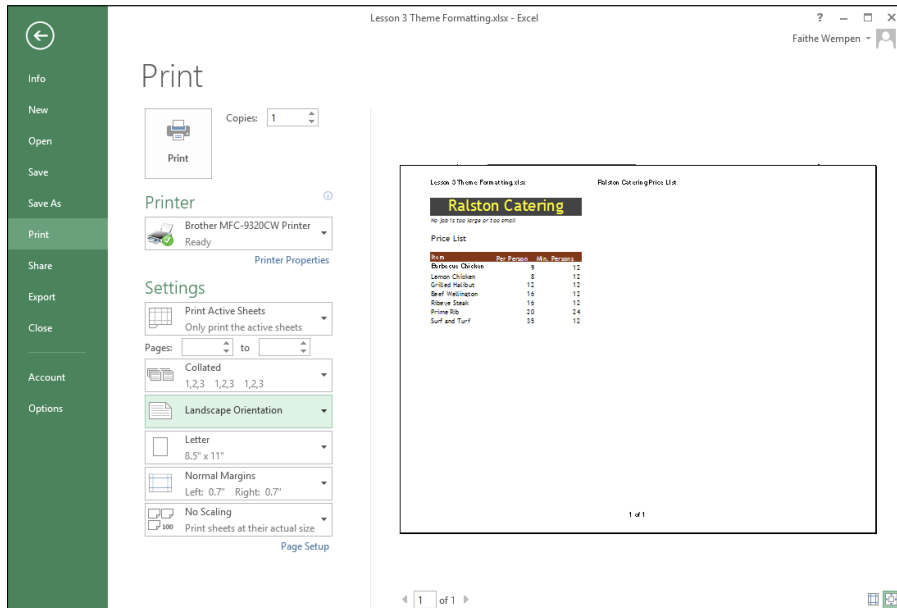 Lesson 3 Theme Formatting.xlsx - Excel
?
Faithe Wempen
Info
New
Open
Save
Save As
Print
Share
Export
Close
Account
Options
Print
Print
Copies: 1
Printer
Brother MFC-9320CW Printer
Ready
Printer Properties
Settings
Print Active Sheets
Only print the active sheets
Pages: to
Collated
1,2,3 1,2,3 1,2,3
Landscape Orientation
Letter
8.5" x 11"
Normal Margins
Left: 0.7" Right: 0.7"
No Scaling
Print sheets at their actual size
100
Page Setup
Lesson 3 Theme Formatting.xlsx Ralston Catering Price List
Ralston Catering
No job is too large or too small
Price List
Item Per Person Min. Persons
Barbecue Chicken 9 12
Lemon Chicken 8 12
Grilled Halibut 12 12
Beef Wellington 16 12
Ribeye Steak 16 12
Prime Rib 20 24
Surf and Turf 35 12
1 of 1
1 of 1